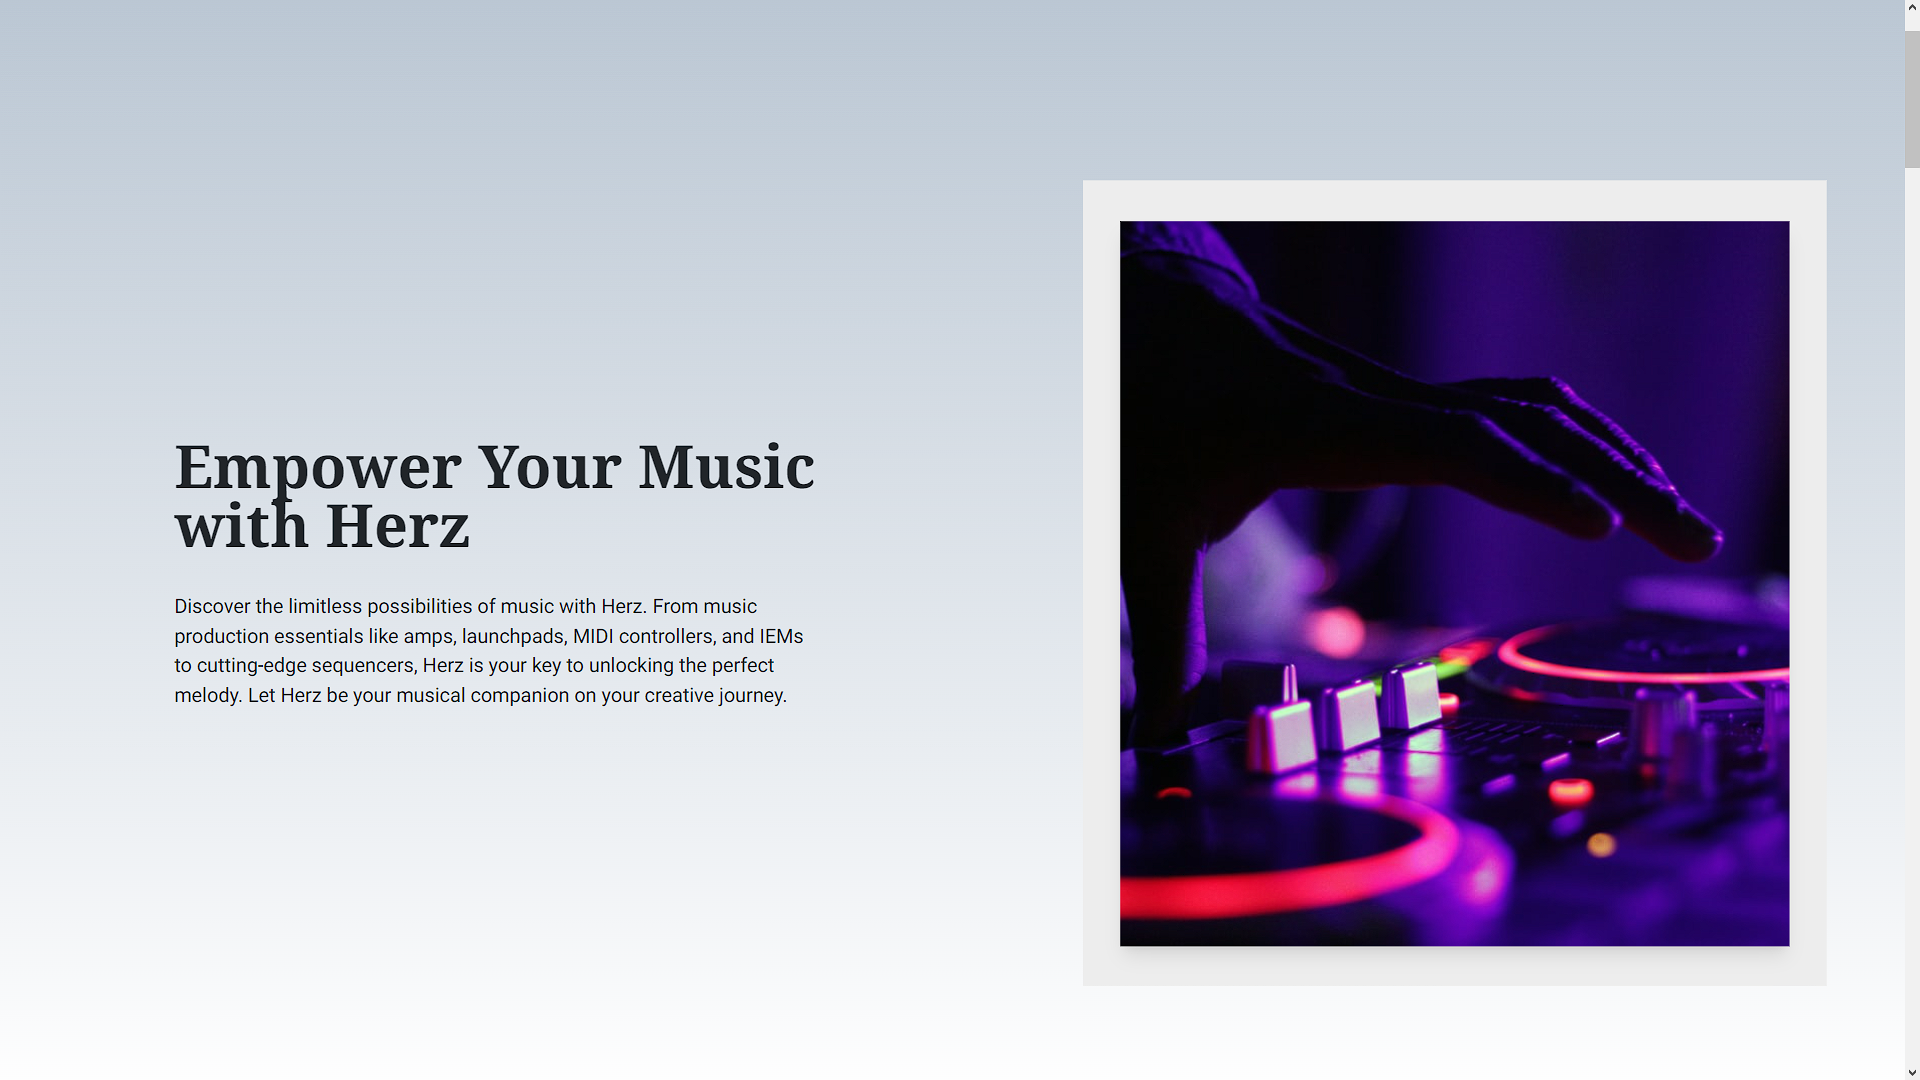 Empower Your Music
with Herz
Discover the limitless possibilities of music with Herz. From music
production essentials like amps, launchpads, MIDI controllers, and IEMs
to cutting-edge sequencers, Herz is your key to unlocking the perfect
melody. Let Herz be your musical companion on your creative journey.